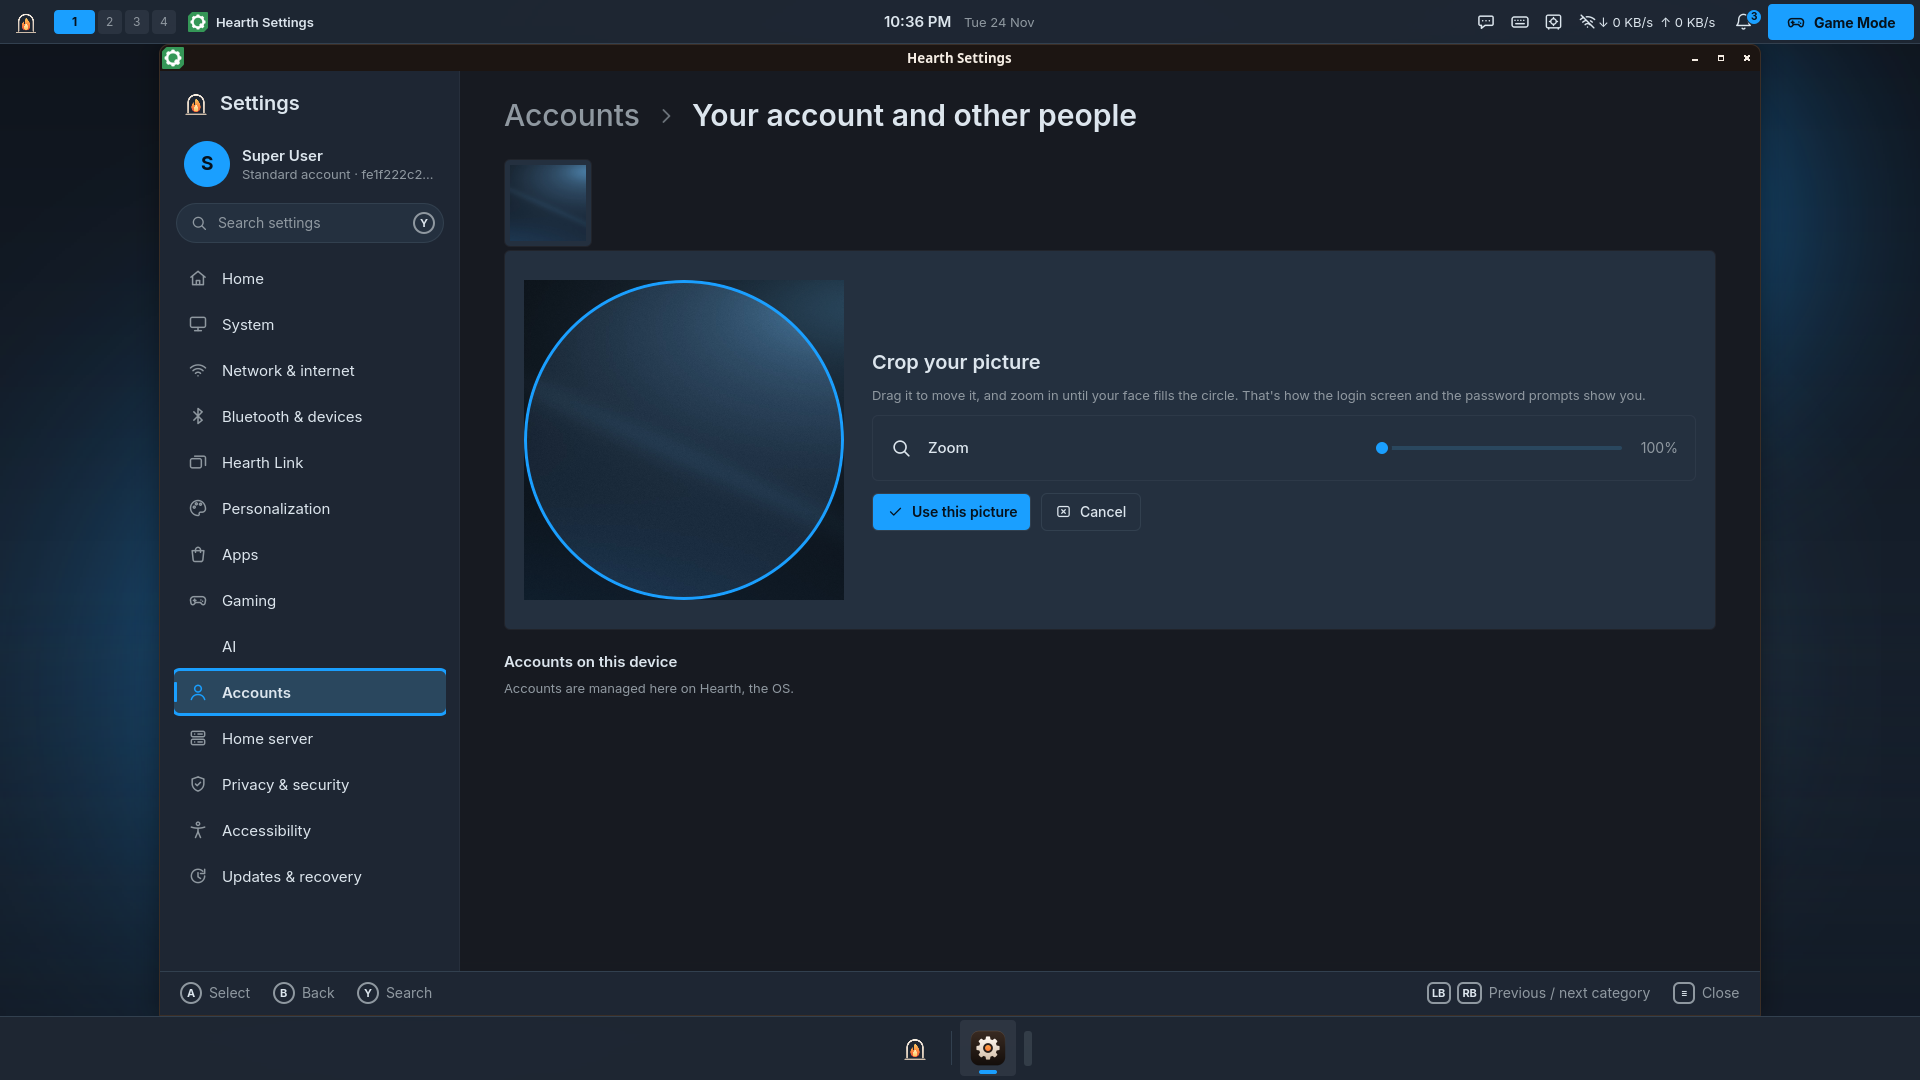 1 2 3 4 Hearth Settings
10:36 PM Tue 24 Nov
↓ 0 KB/s ↑ 0 KB/s 3 Game Mode
Hearth Settings
Settings
S
Super User
Standard account · fe1f222c2...
Search settings Y
Home
System
Network & internet
Bluetooth & devices
Hearth Link
Personalization
Apps
Gaming
AI
Accounts
Home server
Privacy & security
Accessibility
Updates & recovery
Accounts > Your account and other people
Crop your picture
Drag it to move it, and zoom in until your face fills the circle. That's how the login screen and the password prompts show you.
Zoom 100%
Use this picture Cancel
Accounts on this device
Accounts are managed here on Hearth, the OS.
A Select B Back Y Search
LB RB Previous / next category ≡ Close